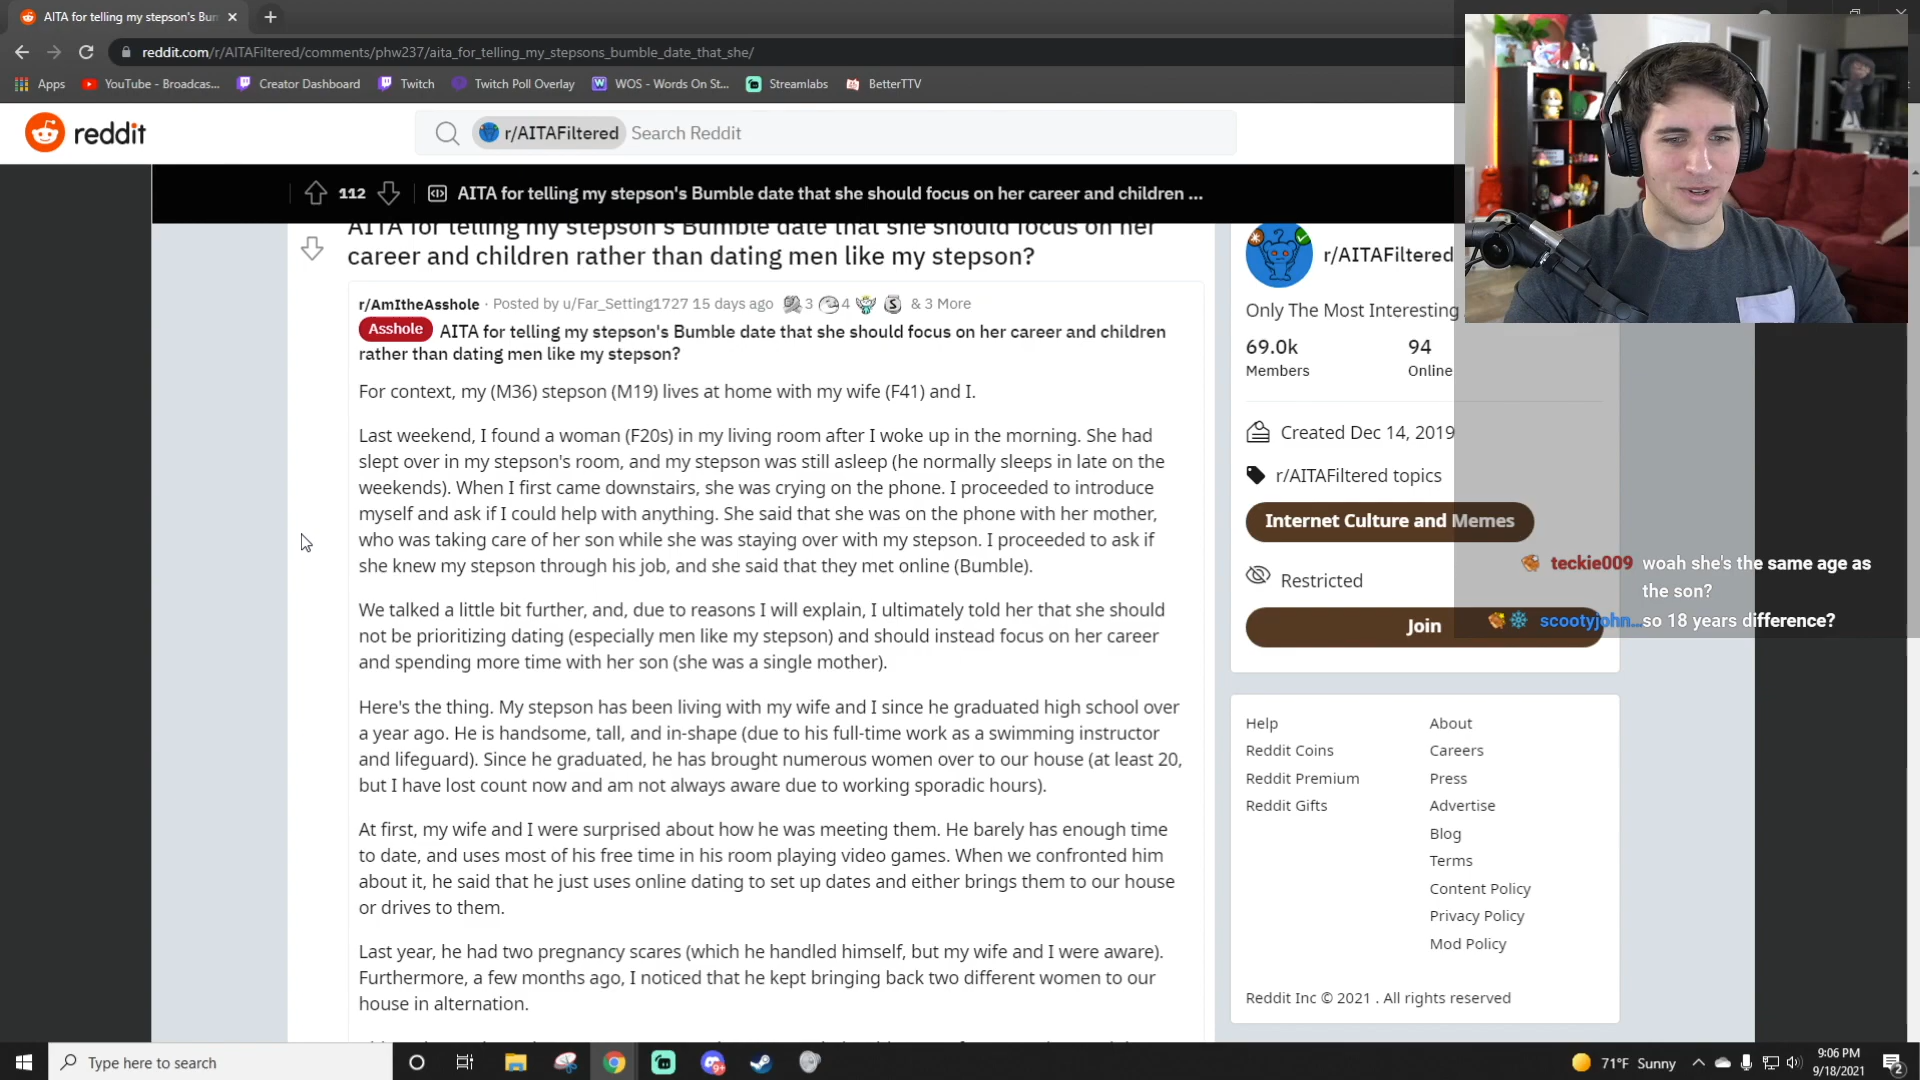 AITA for telling my stepson's Bum
reddit.com/r/AITAFiltered/comments/phw237/aita_for_telling_my_stepsons_bumble_date_that_she/
Apps
YouTube - Broadcas...
Creator Dashboard
Twitch
Twitch Poll Overlay
WOS - Words On St...
Streamlabs
BetterTTV
reddit
r/AITAFiltered Search Reddit
112
AITA for telling my stepson's Bumble date that she should focus on her career and children ...
AITA for telling my stepson's Bumble date that she should focus on her
career and children rather than dating men like my stepson?
r/AmItheAsshole · Posted by u/Far_Setting1727 15 days ago 3 4 S & 3 More
Asshole AITA for telling my stepson's Bumble date that she should focus on her career and children
rather than dating men like my stepson?
For context, my (M36) stepson (M19) lives at home with my wife (F41) and I.
Last weekend, I found a woman (F20s) in my living room after I woke up in the morning. She had
slept over in my stepson's room, and my stepson was still asleep (he normally sleeps in late on the
weekends). When I first came downstairs, she was crying on the phone. I proceeded to introduce
myself and ask if I could help with anything. She said that she was on the phone with her mother,
who was taking care of her son while she was staying over with my stepson. I proceeded to ask if
she knew my stepson through his job, and she said that they met online (Bumble).
We talked a little bit further, and, due to reasons I will explain, I ultimately told her that she should
not be prioritizing dating (especially men like my stepson) and should instead focus on her career
and spending more time with her son (she was a single mother).
Here's the thing. My stepson has been living with my wife and I since he graduated high school over
a year ago. He is handsome, tall, and in-shape (due to his full-time work as a swimming instructor
and lifeguard). Since he graduated, he has brought numerous women over to our house (at least 20,
but I have lost count now and am not always aware due to working sporadic hours).
At first, my wife and I were surprised about how he was meeting them. He barely has enough time
to date, and uses most of his free time in his room playing video games. When we confronted him
about it, he said that he just uses online dating to set up dates and either brings them to our house
or drives to them.
Last year, he had two pregnancy scares (which he handled himself, but my wife and I were aware).
Furthermore, a few months ago, I noticed that he kept bringing back two different women to our
house in alternation.
r/AITAFiltered
Only The Most Interesting
69.0k
94
Members
Online
Created Dec 14, 2019
r/AITAFiltered topics
Internet Culture and Memes
Restricted
Join
teckie009 woah she's the same age as
the son?
scootyjohn... so 18 years difference?
Help
About
Reddit Coins
Careers
Reddit Premium
Press
Reddit Gifts
Advertise
Blog
Terms
Content Policy
Privacy Policy
Mod Policy
Reddit Inc © 2021 . All rights reserved
Type here to search
71°F Sunny
9:06 PM
9/18/2021
2